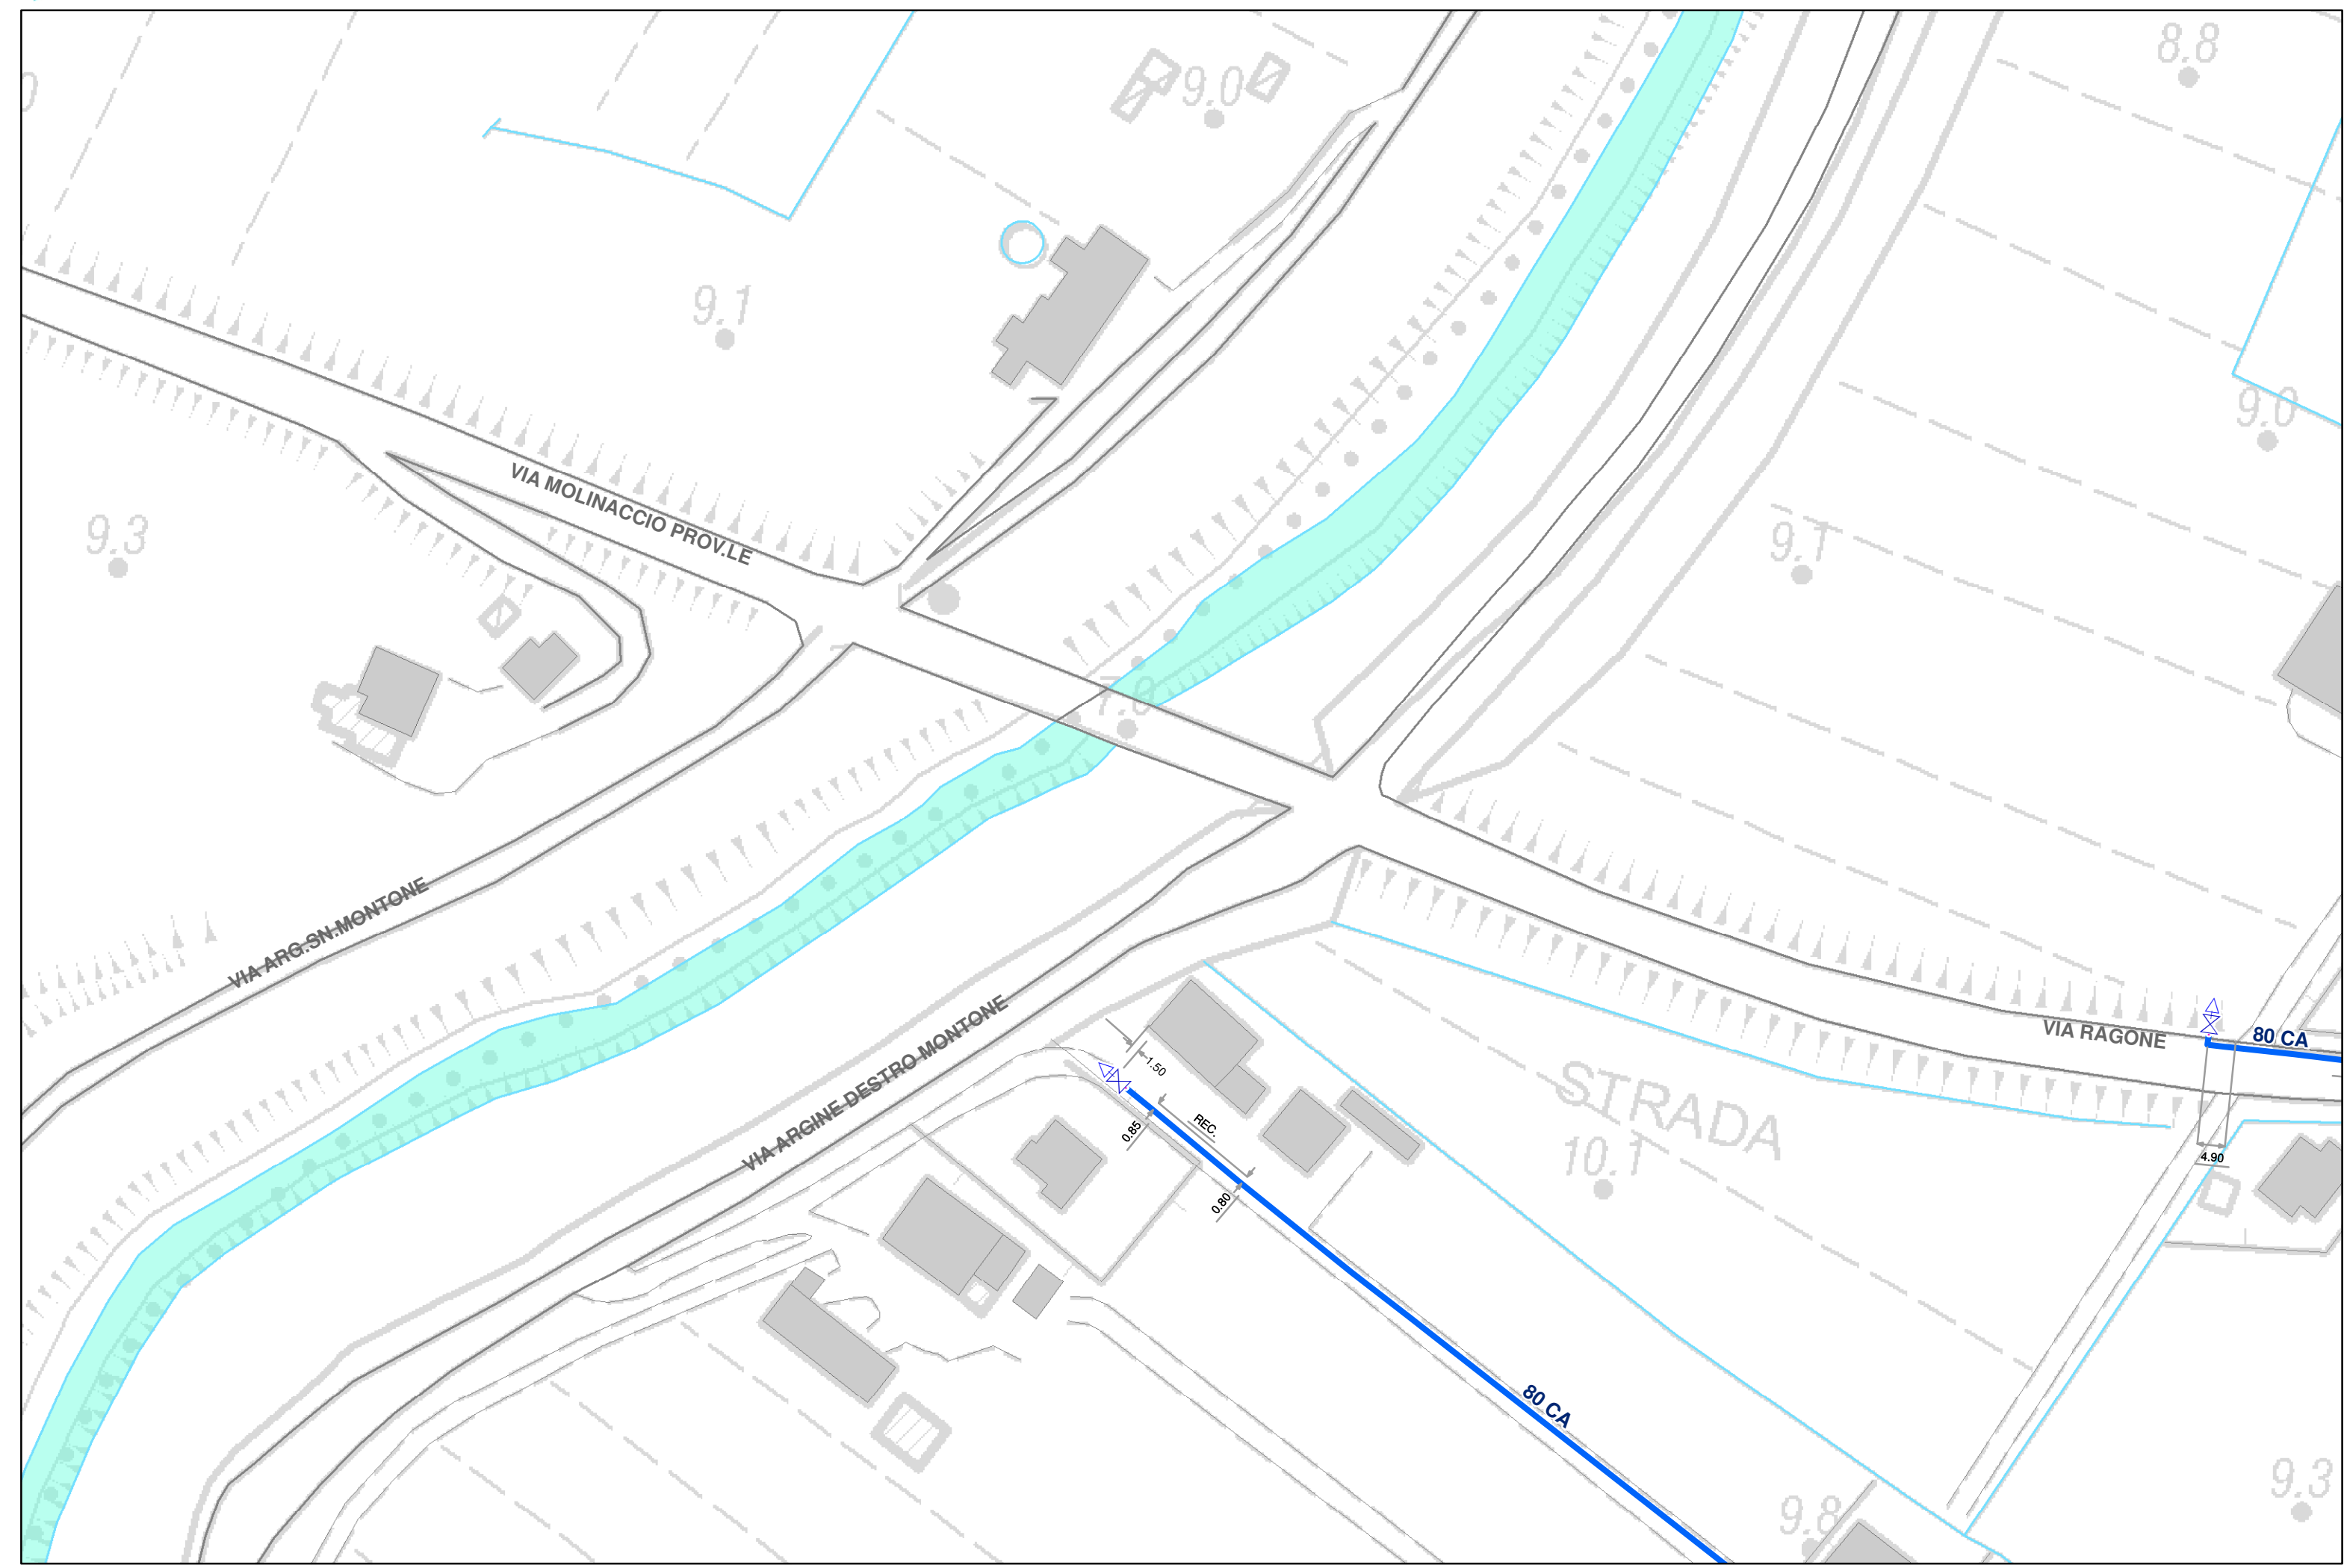 8.8
9.0
9.1
9.0
VIA MOLINACCIO PROV.LE
9.3
9.1
7.0
VIA ARG.SN.MONTONE
VIA ARGINE DESTRO MONTONE
VIA RAGONE
80 CA
1.50
REC.
0.85
STRADA
10.1
4.90
0.80
80 CA
9.8
9.3